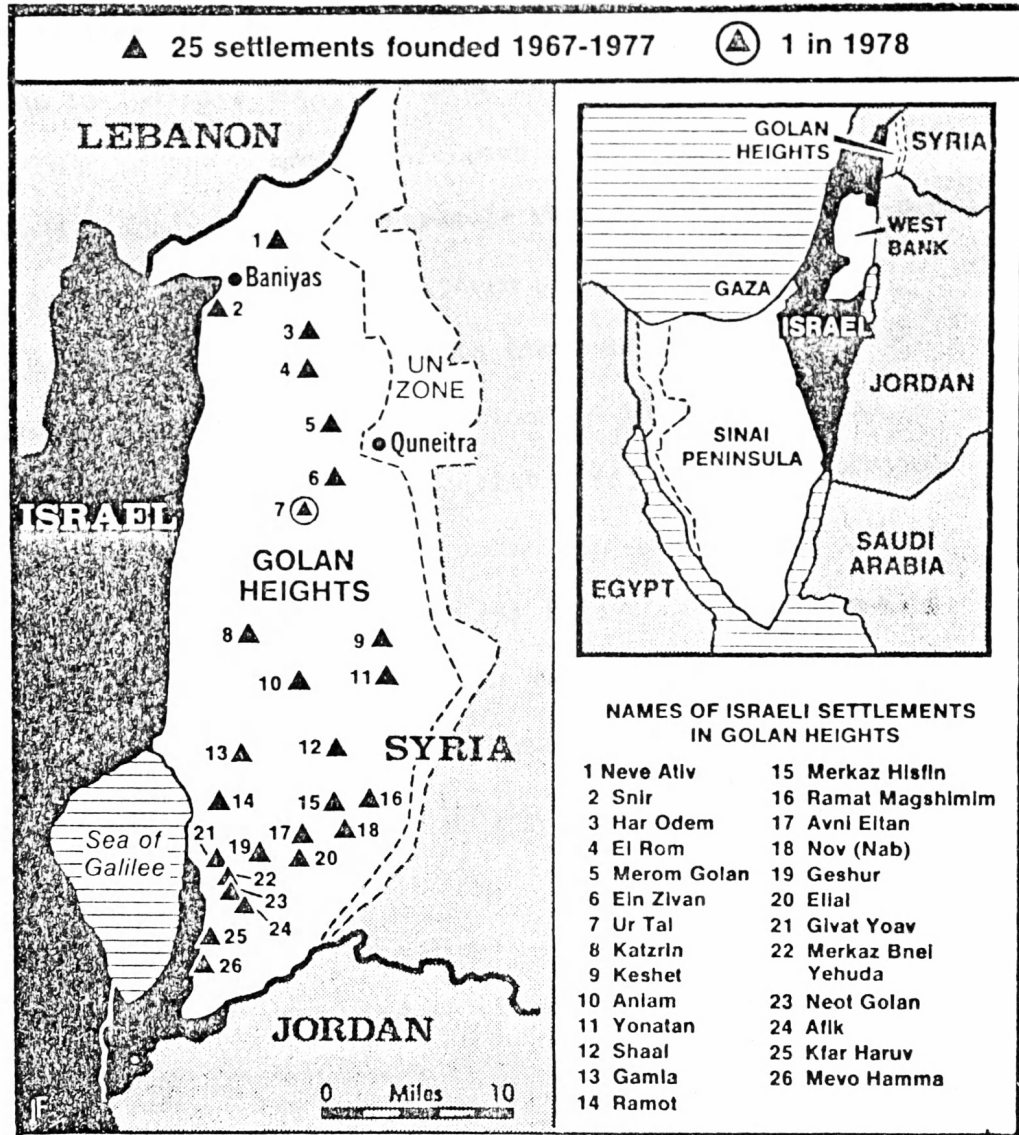 25 settlements founded 1967-1977
1 in 1978
LEBANON
1
Baniyas
2
3
4
UN
ZONE
5
Quneitra
6
ISRAEL
7
GOLAN
HEIGHTS
8
9
10
11
SYRIA
13
12
14
15
16
21
17
18
Sea of
Galilee
19
20
22
23
24
25
26
JORDAN
0 Miles 10
GOLAN
HEIGHTS
SYRIA
WEST
BANK
GAZA
ISRAEL
JORDAN
SINAI
PENINSULA
SAUDI
ARABIA
EGYPT
NAMES OF ISRAELI SETTLEMENTS
IN GOLAN HEIGHTS
1 Neve Ativ
2 Snir
3 Har Odem
4 El Rom
5 Merom Golan
6 Ein Zivan
7 Ur Tal
8 Katzrin
9 Keshet
10 Aniam
11 Yonatan
12 Shaal
13 Gamla
14 Ramot
15 Merkaz Hisfin
16 Ramat Magshimim
17 Avni Eitan
18 Nov (Nab)
19 Geshur
20 Elial
21 Givat Yoav
22 Merkaz Bnei
Yehuda
23 Neot Golan
24 Afik
25 Kfar Haruv
26 Mevo Hamma